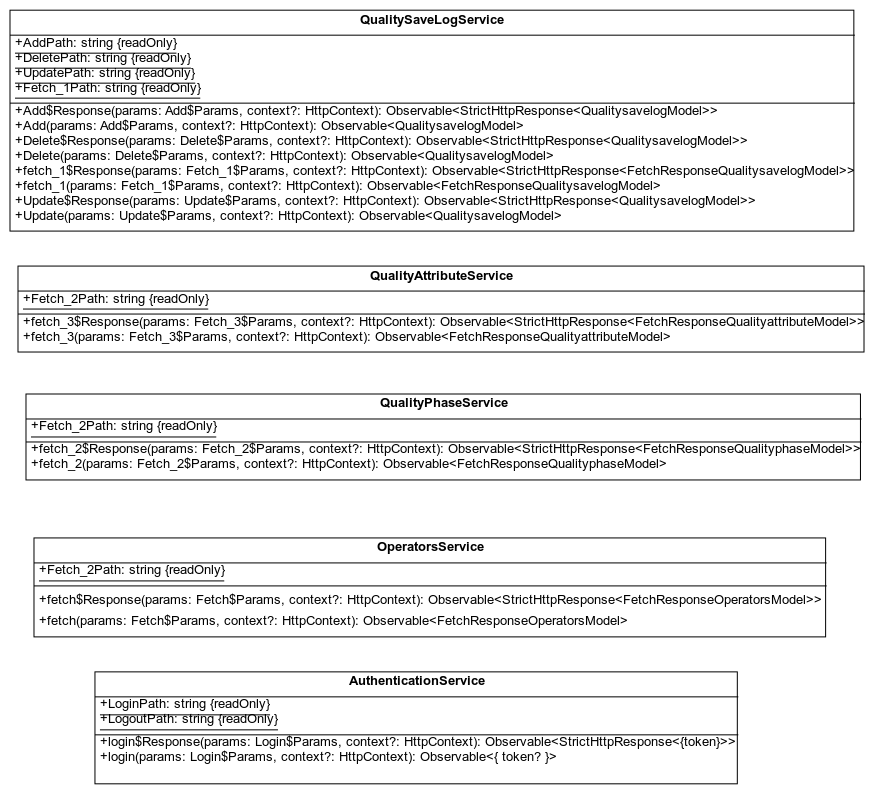 QualitySaveLogService
+AddPath: string {readOnly}
+DeletePath: string {readOnly}
+UpdatePath: string {readOnly}
+Fetch_1Path: string {readOnly}
+Add$Response(params: Add$Params, context?: HttpContext): Observable<StrictHttpResponse<QualitysavelogModel>>
+Add(params: Add$Params, context?: HttpContext): Observable<QualitysavelogModel>
+Delete$Response(params: Delete$Params, context?: HttpContext): Observable<StrictHttpResponse<QualitysavelogModel>>
+Delete(params: Delete$Params, context?: HttpContext): Observable<QualitysavelogModel>
+fetch_1$Response(params: Fetch_1$Params, context?: HttpContext): Observable<StrictHttpResponse<FetchResponseQualitysavelogModel>>
+fetch_1(params: Fetch_1$Params, context?: HttpContext): Observable<FetchResponseQualitysavelogModel>
+Update$Response(params: Update$Params, context?: HttpContext): Observable<StrictHttpResponse<QualitysavelogModel>>
+Update(params: Update$Params, context?: HttpContext): Observable<QualitysavelogModel>
QualityAttributeService
+Fetch_2Path: string {readOnly}
+fetch_3$Response(params: Fetch_3$Params, context?: HttpContext): Observable<StrictHttpResponse<FetchResponseQualityattributeModel>>
+fetch_3(params: Fetch_3$Params, context?: HttpContext): Observable<FetchResponseQualityattributeModel>
QualityPhaseService
+Fetch_2Path: string {readOnly}
+fetch_2$Response(params: Fetch_2$Params, context?: HttpContext): Observable<StrictHttpResponse<FetchResponseQualityphaseModel>>
+fetch_2(params: Fetch_2$Params, context?: HttpContext): Observable<FetchResponseQualityphaseModel>
OperatorsService
+Fetch_2Path: string {readOnly}
+fetch$Response(params: Fetch$Params, context?: HttpContext): Observable<StrictHttpResponse<FetchResponseOperatorsModel>>
+fetch(params: Fetch$Params, context?: HttpContext): Observable<FetchResponseOperatorsModel>
AuthenticationService
+LoginPath: string {readOnly}
+LogoutPath: string {readOnly}
+login$Response(params: Login$Params, context?: HttpContext): Observable<StrictHttpResponse<{token}>>
+login(params: Login$Params, context?: HttpContext): Observable<{ token? }>